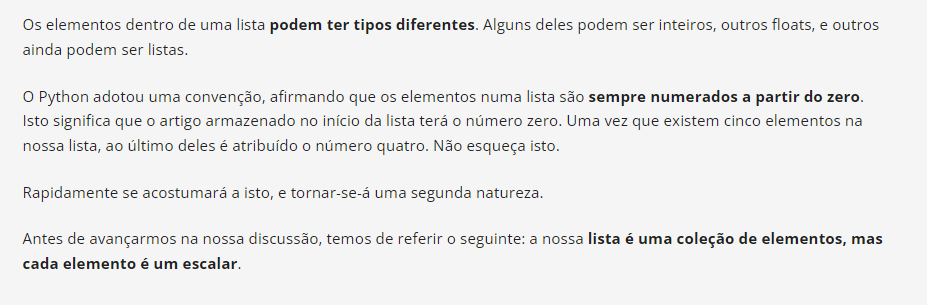 Os elementos dentro de uma lista podem ter tipos diferentes. Alguns deles podem ser inteiros, outros floats, e outros
ainda podem ser listas.
O Python adotou uma convenção, afirmando que os elementos numa lista são sempre numerados a partir do zero.
Isto significa que o artigo armazenado no início da lista terá o número zero. Uma vez que existem cinco elementos na
nossa lista, ao último deles é atribuído o número quatro. Não esqueça isto.
Rapidamente se acostumará a isto, e tornar-se-á uma segunda natureza.
Antes de avançarmos na nossa discussão, temos de referir o seguinte: a nossa lista é uma coleção de elementos, mas
cada elemento é um escalar.